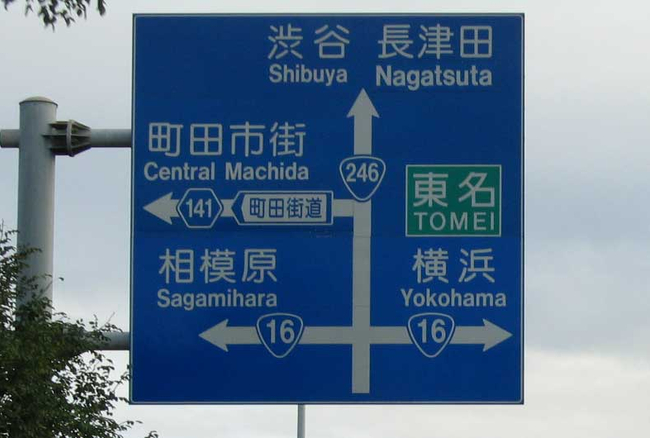 渋谷 長津田
Shibuya Nagatsuta
町田市街
Central Machida
246
141 町田街道
東名
TOMEI
相模原
Sagamihara
横浜
Yokohama
16 16